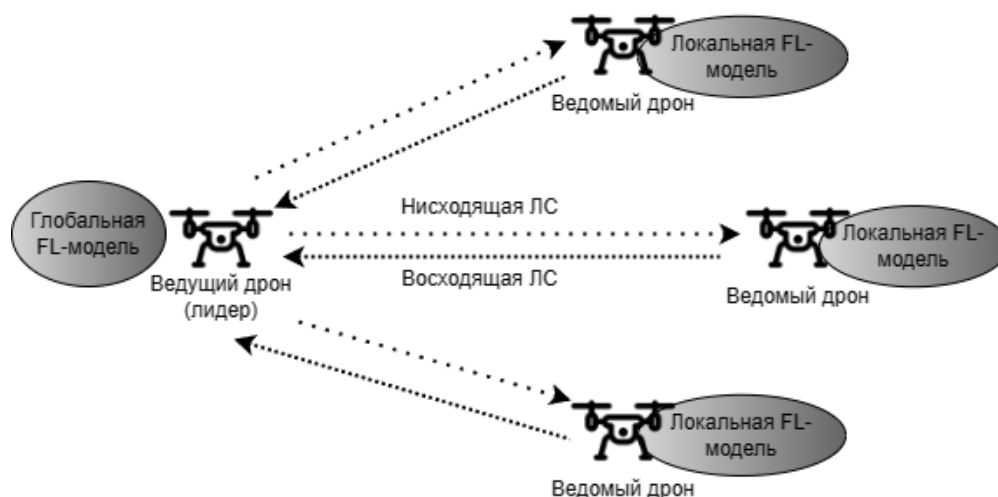 Локальная FL-
модель
Ведомый дрон
Глобальная
FL-модель
Ведущий дрон
(лидер)
Нисходящая ЛС
Восходящая ЛС
Локальная FL-
модель
Ведомый дрон
Локальная FL-
модель
Ведомый дрон